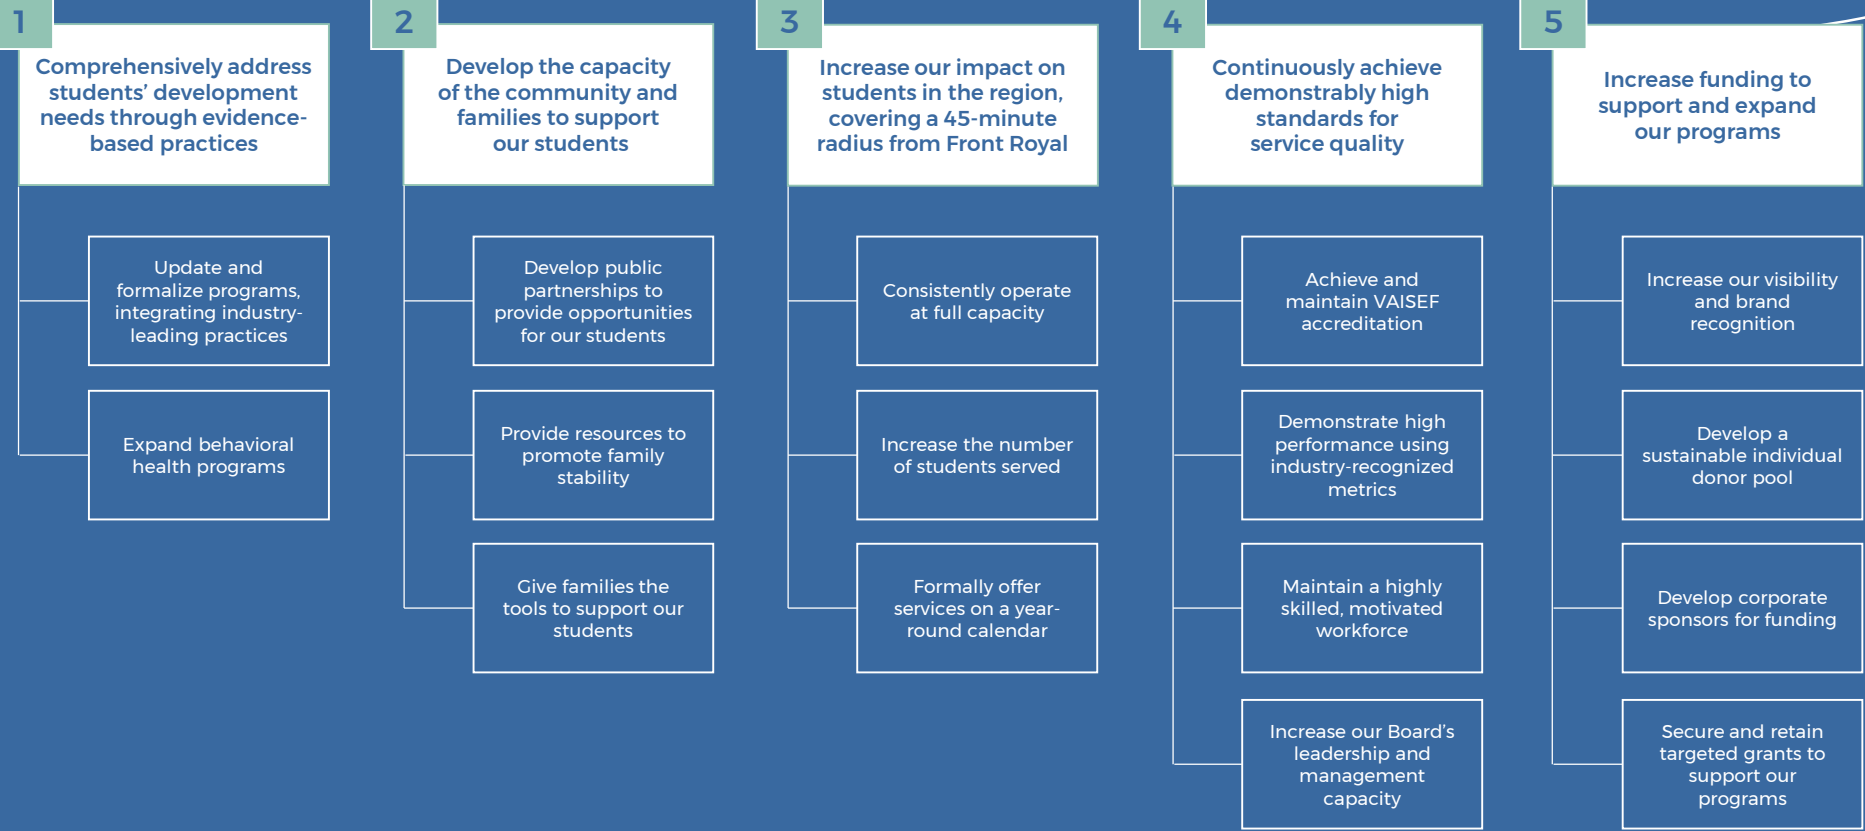 1
Comprehensively address
students’ development
needs through evidence-
based practices
Update and
formalize programs,
integrating industry-
leading practices
Expand behavioral
health programs
2
Develop the capacity
of the community and
families to support
our students
Develop public
partnerships to
provide opportunities
for our students
Provide resources to
promote family
stability
Give families the
tools to support our
students
3
Increase our impact on
students in the region,
covering a 45-minute
radius from Front Royal
Consistently operate
at full capacity
Increase the number
of students served
Formally offer
services on a year-
round calendar
4
Continuously achieve
demonstrably high
standards for
service quality
Achieve and
maintain VAISEF
accreditation
Demonstrate high
performance using
industry-recognized
metrics
Maintain a highly
skilled, motivated
workforce
Increase our Board’s
leadership and
management
capacity
5
Increase funding to
support and expand
our programs
Increase our visibility
and brand
recognition
Develop a
sustainable individual
donor pool
Develop corporate
sponsors for funding
Secure and retain
targeted grants to
support our
programs